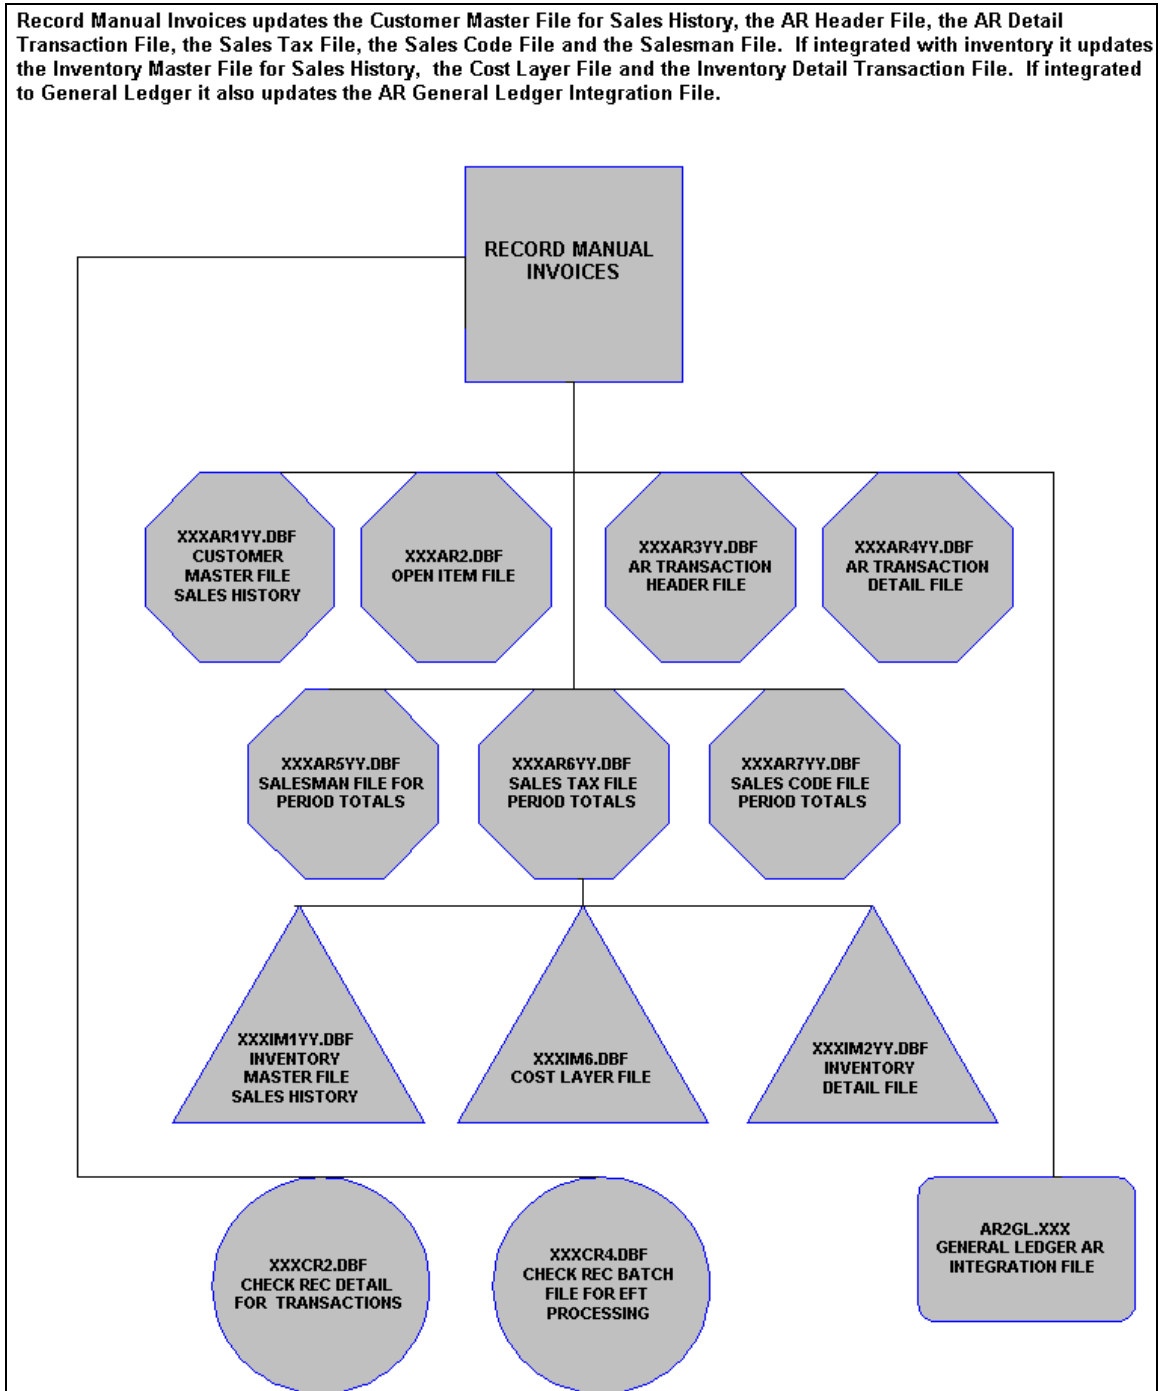 Record Manual Invoices updates the Customer Master File for Sales History, the AR Header File, the AR Detail
Transaction File, the Sales Tax File, the Sales Code File and the Salesman File.  If integrated with inventory it updates
the Inventory Master File for Sales History,  the Cost Layer File and the Inventory Detail Transaction File.  If integrated
to General Ledger it also updates the AR General Ledger Integration File.
RECORD MANUAL
INVOICES
XXXAR1YY.DBF
CUSTOMER
MASTER FILE
SALES HISTORY
XXXAR2.DBF
OPEN ITEM FILE
XXXAR3YY.DBF
AR TRANSACTION
HEADER FILE
XXXAR4YY.DBF
AR TRANSACTION
DETAIL FILE
XXXAR5YY.DBF
SALESMAN FILE FOR
PERIOD TOTALS
XXXAR6YY.DBF
SALES TAX FILE
PERIOD TOTALS
XXXAR7YY.DBF
SALES CODE FILE
PERIOD TOTALS
XXXIM1YY.DBF
INVENTORY
MASTER FILE
SALES HISTORY
XXXIM6.DBF
COST LAYER FILE
XXXIM2YY.DBF
INVENTORY
DETAIL FILE
XXXCR2.DBF
CHECK REC DETAIL
FOR  TRANSACTIONS
XXXCR4.DBF
CHECK REC BATCH
FILE FOR EFT
PROCESSING
AR2GL.XXX
GENERAL LEDGER AR
INTEGRATION FILE